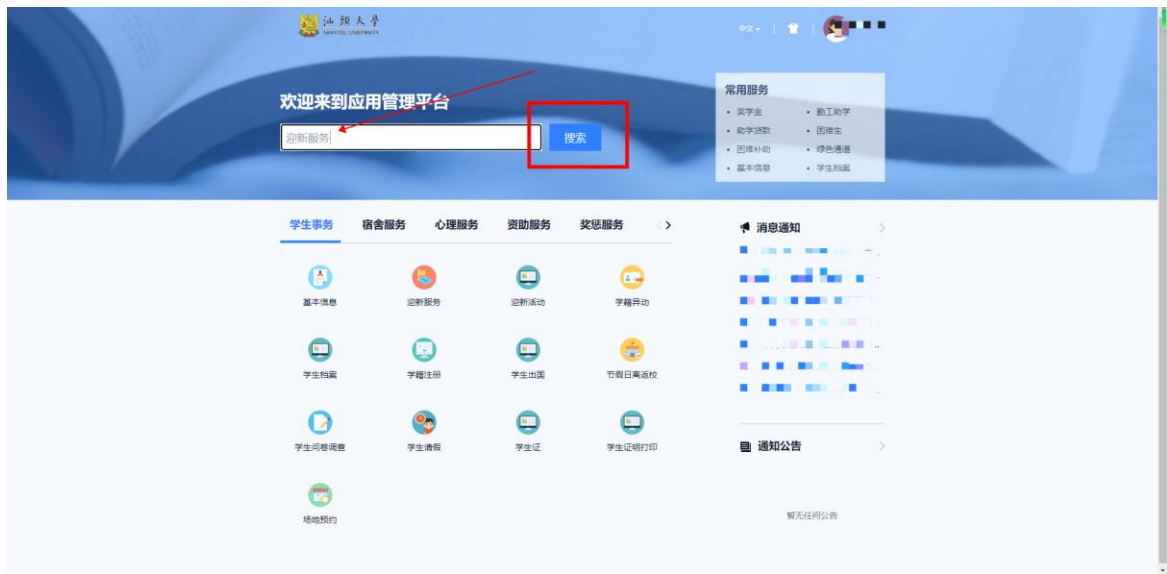 汕頭大學
SHANTOU UNIVERSITY
中文
欢迎来到应用管理平台
迎新服务
搜索
常用服务
• 奖学金
• 勤工助学
• 助学贷款
• 困难生
• 困难补助
• 绿色通道
• 基本信息
• 学生档案
学生事务 宿舍服务 心理服务 资助服务 奖惩服务
基本信息 迎新服务 迎新活动 学籍异动
学生档案 学籍注册 学生出国 节假日离返校
学生问卷调查 学生请假 学生证 学生证明打印
场地预约
消息通知
通知公告
暂无任何公告